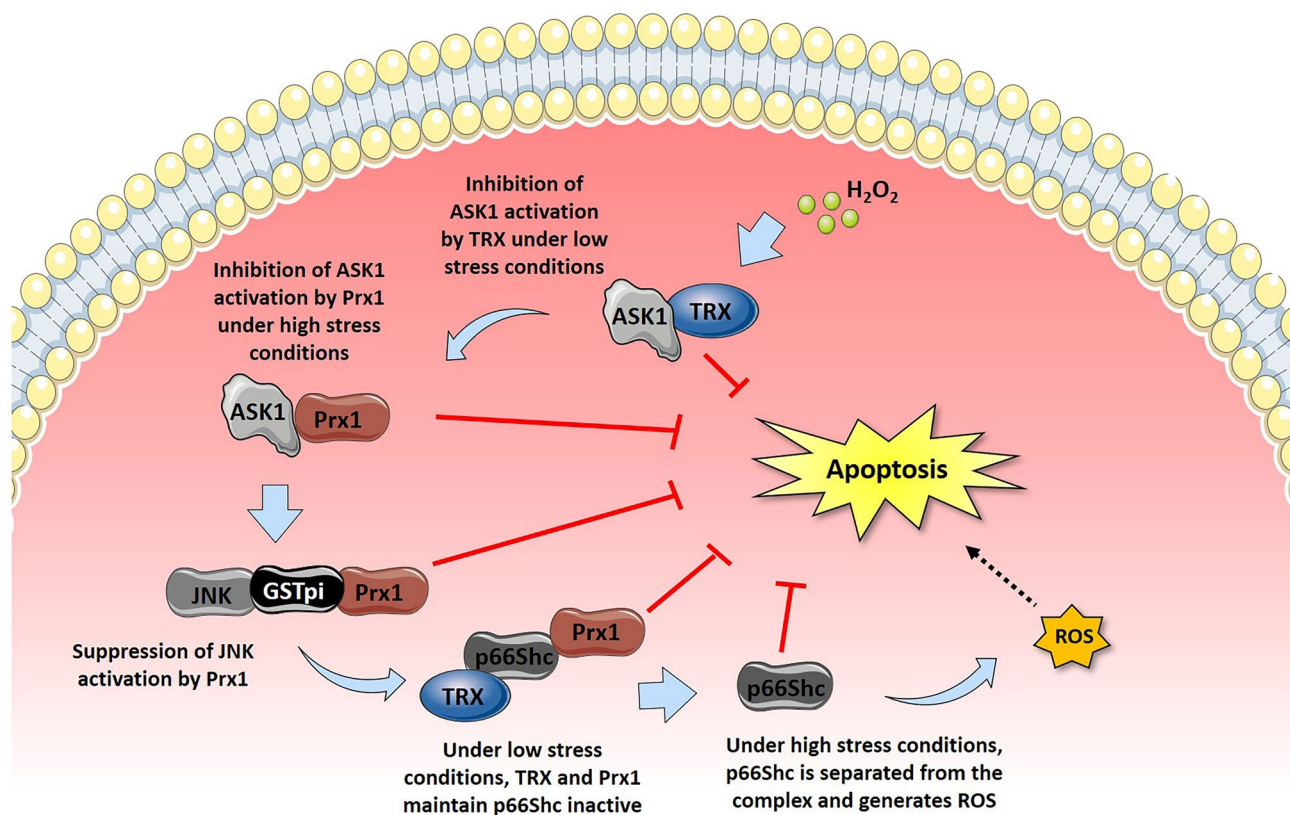 Inhibition of
ASK1 activation
by TRX under low
stress conditions
H₂O₂
Inhibition of ASK1
activation by Prx1
under high stress
conditions
ASK1
TRX
ASK1
Prx1
Apoptosis
JNK
GSTpi
Prx1
Suppression of JNK
activation by Prx1
Prx1
p66Shc
TRX
p66Shc
ROS
Under low stress
conditions, TRX and Prx1
maintain p66Shc inactive
Under high stress conditions,
p66Shc is separated from the
complex and generates ROS